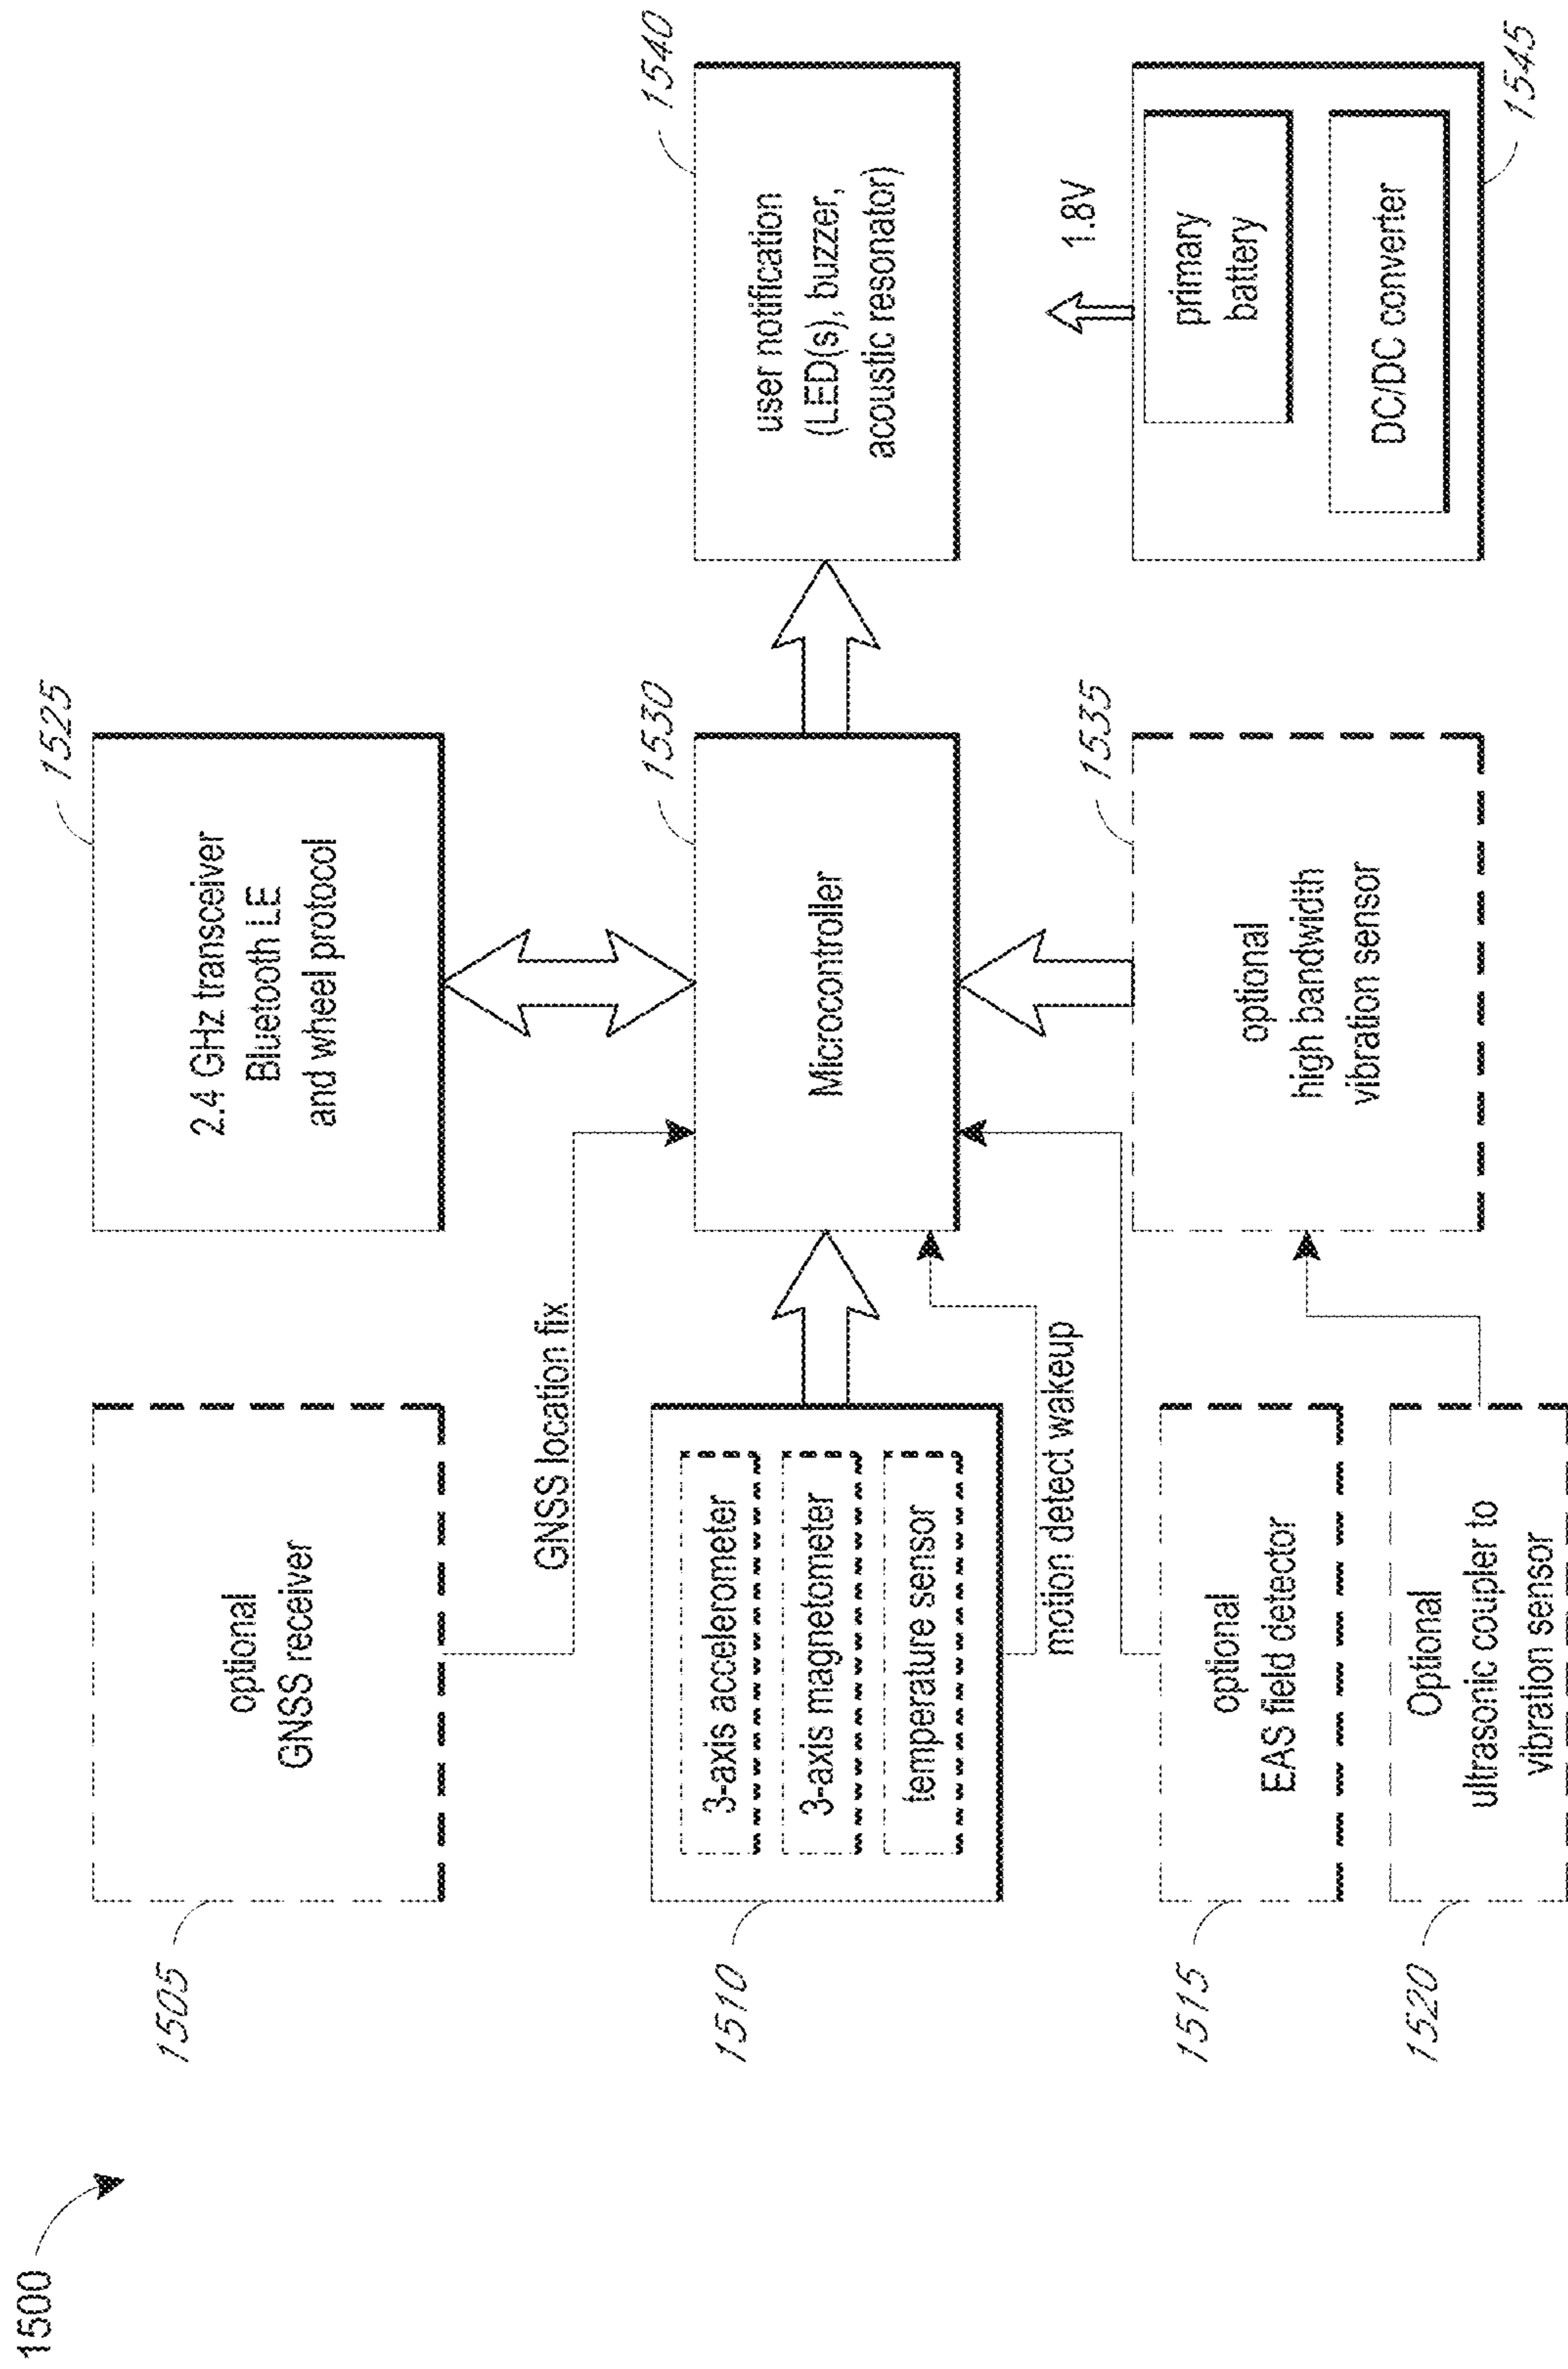 1500
1505
optional
GNSS receiver
GNSS location fix
1525
2.4 GHz transceiver
Bluetooth LE
and wheel protocol
1510
3-axis accelerometer
3-axis magnetometer
temperature sensor
motion detect wakeup
1530
Microcontroller
1540
user notification
(LED(s), buzzer,
acoustic resonator)
1515
optional
EAS field detector
1520
Optional
ultrasonic coupler to
vibration sensor
1535
optional
high bandwidth
vibration sensor
1.8V
primary
battery
DC/DC converter
1545